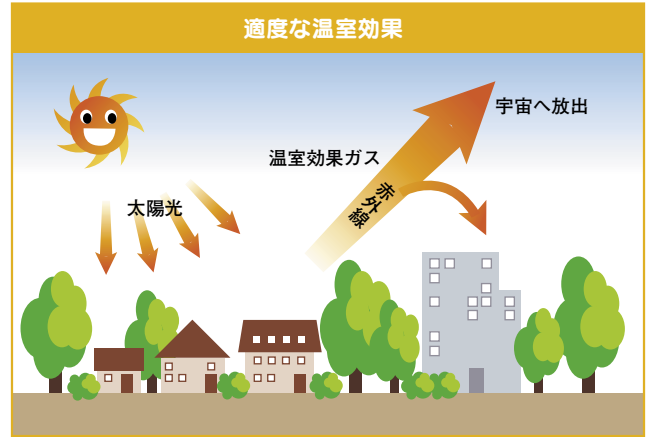 適度な温室効果
宇宙へ放出
温室効果ガス
赤外線
太陽光